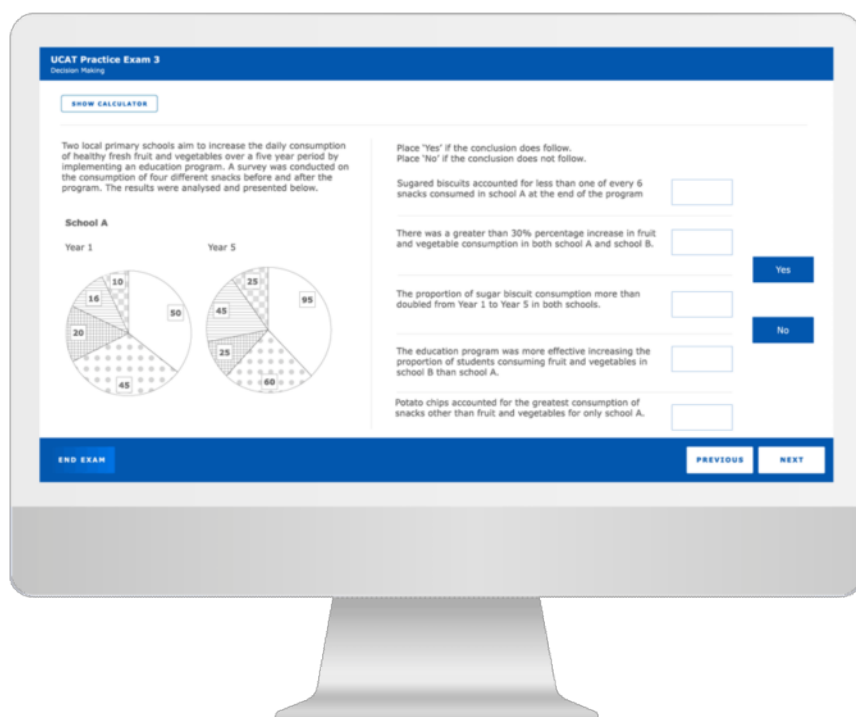 UCAT Practice Exam 3
Decision Making
SHOW CALCULATOR
Two local primary schools aim to increase the daily consumption
of healthy fresh fruit and vegetables over a five year period by
implementing an education program. A survey was conducted on
the consumption of four different snacks before and after the
program. The results were analysed and presented below.
School A
Year 1
Year 5
10
16
50
20
45
25
45
95
25
60
Place 'Yes' if the conclusion does follow.
Place 'No' if the conclusion does not follow.
Sugared biscuits accounted for less than one of every 6
snacks consumed in school A at the end of the program
There was a greater than 30% percentage increase in fruit
and vegetable consumption in both school A and school B.
The proportion of sugar biscuit consumption more than
doubled from Year 1 to Year 5 in both schools.
The education program was more effective increasing the
proportion of students consuming fruit and vegetables in
school B than school A.
Potato chips accounted for the greatest consumption of
snacks other than fruit and vegetables for only school A.
Yes
No
END EXAM
PREVIOUS
NEXT